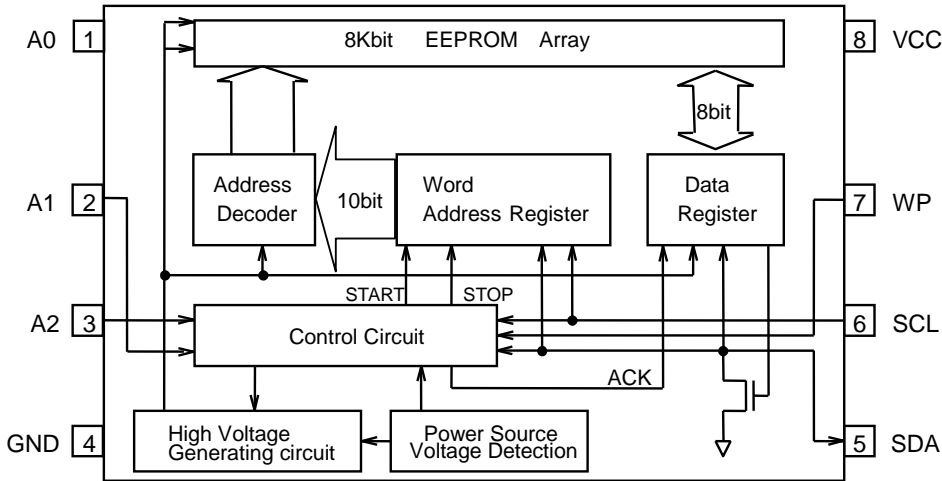 A0 1 8Kbit EEPROM Array 8 VCC
8bit
A1 2 Address Decoder 10bit Word Address Register Data Register 7 WP
START STOP
A2 3 Control Circuit 6 SCL
ACK
GND 4 High Voltage Generating circuit Power Source Voltage Detection 5 SDA